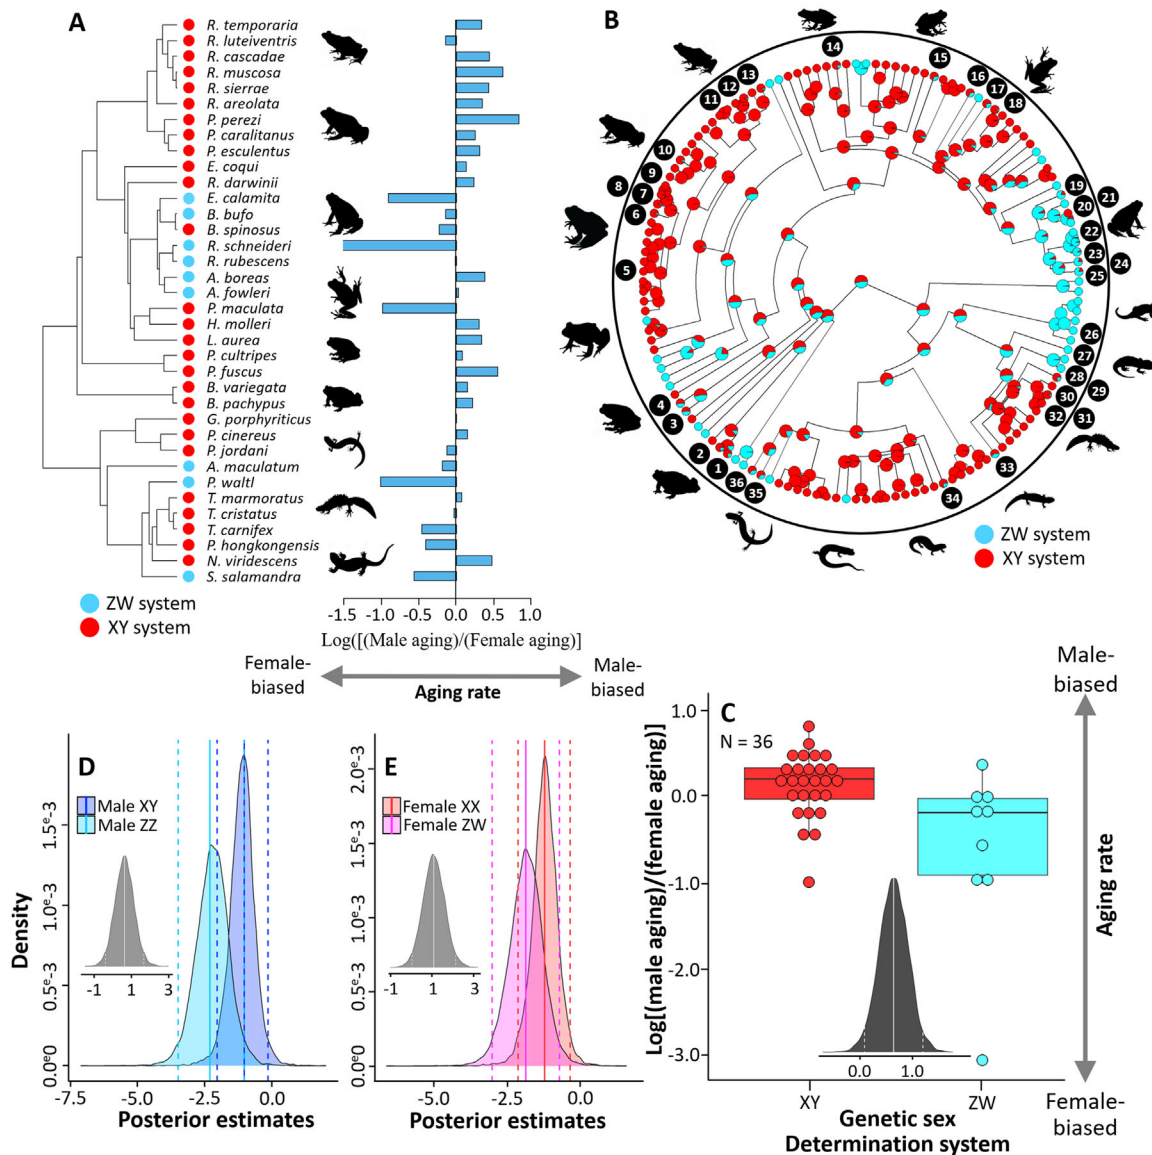 A
R. temporaria
R. luteiventris
R. cascadae
R. muscosa
R. sierrae
R. areolata
P. perezi
P. caralitanus
P. esculentus
E. coqui
R. darwinii
E. calamita
B. bufo
B. spinosus
R. schneideri
R. rubescens
A. boreas
A. fowleri
P. maculata
H. molleri
L. aurea
P. cultripes
P. fuscus
B. variegata
B. pachypus
G. porphyriticus
P. cinereus
P. jordani
A. maculatum
P. waltl
T. marmoratus
T. cristatus
T. carnifex
P. hongkongensis
N. viridescens
S. salamandra
ZW system
XY system
-1.5 -1.0 -0.5 0.0 0.5 1.0
Log([(Male aging)/(Female aging)]
Female-
biased
Aging rate
Male-
biased
B
14
15
16
17
18
13
12
11
10
9
8
7
6
5
4
3
2
1
36
35
34
33
32
31
30
29
28
27
26
25
24
23
22
21
20
19
ZW system
XY system
D
Male XY
Male ZZ
-1 1 3
Density
1.5e-3
1.0e-3
0.5e-3
0.0e0
-7.5 -5.0 -2.5 0.0
Posterior estimates
E
Female XX
Female ZW
-1 1 3
2.0e-3
1.5e-3
1.0e-3
0.5e-3
0.0e0
-5.0 -2.5 0.0
Posterior estimates
C
N = 36
Log[(male aging)/(female aging)]
1.0
0.0
-1.0
-2.0
-3.0
0.0 1.0
XY ZW
Genetic sex
Determination system
Male-
biased
Aging rate
Female-
biased